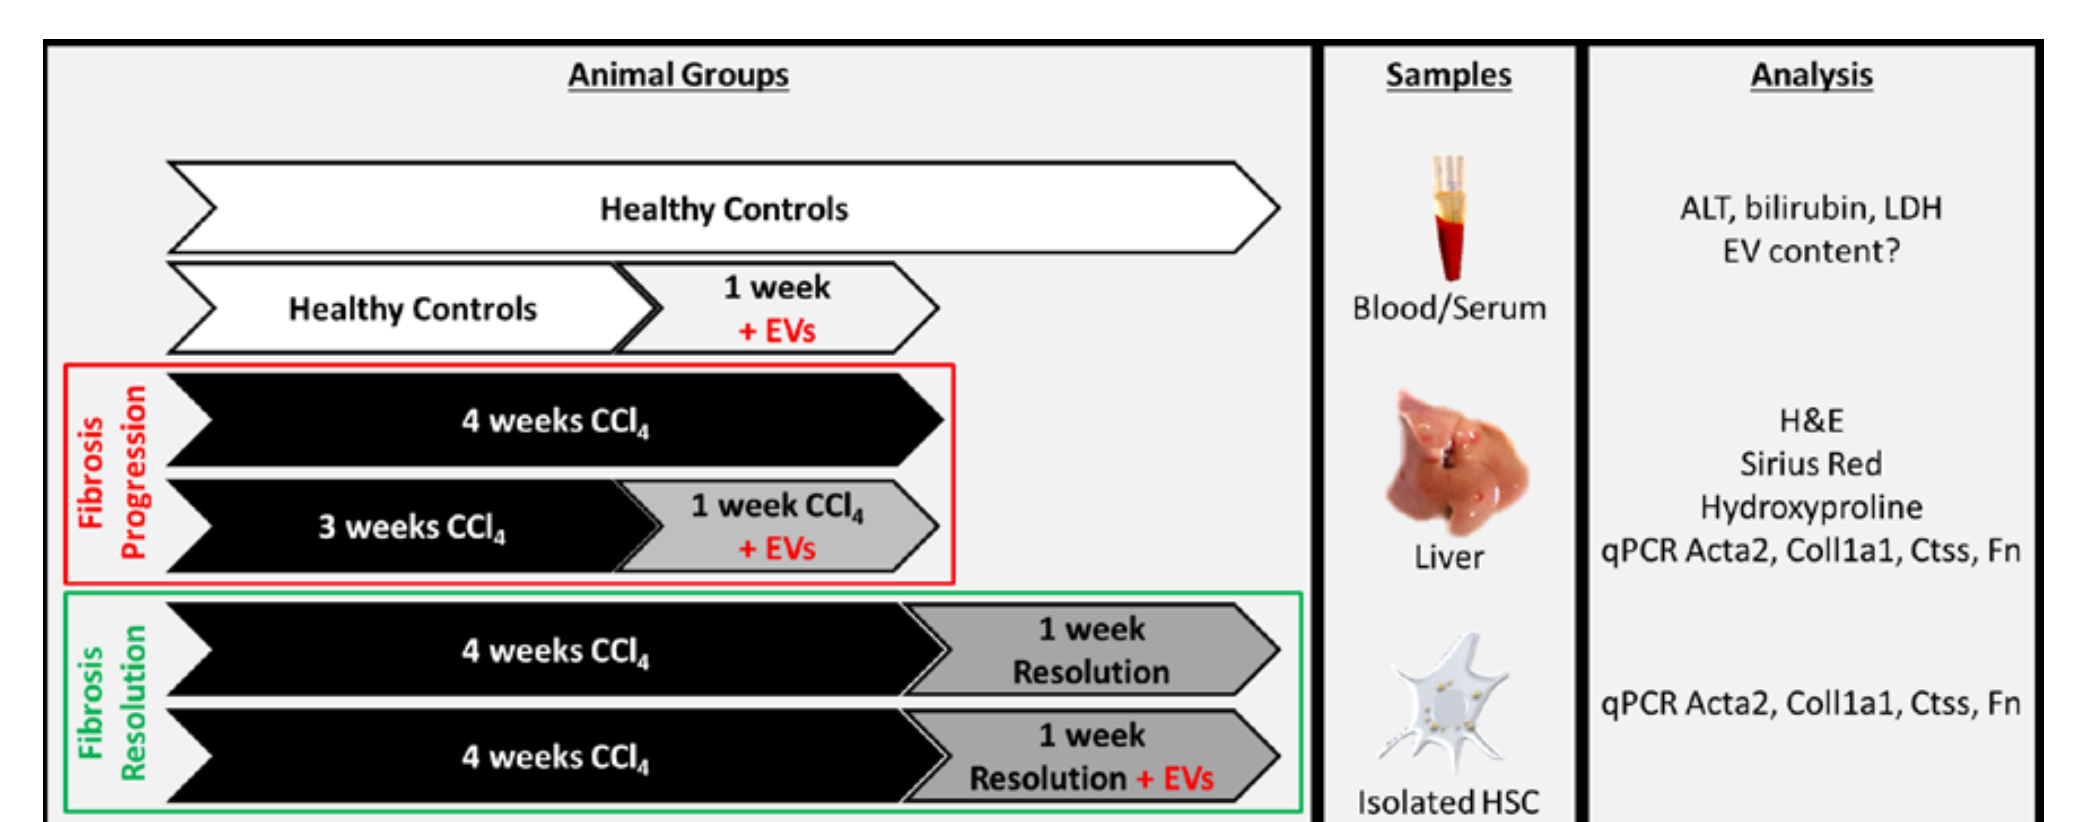 Animal Groups
Healthy Controls
Healthy Controls
1 week
+ EVs
Fibrosis
Progression
4 weeks CCl₄
3 weeks CCl₄
1 week CCl₄
+ EVs
Fibrosis
Resolution
4 weeks CCl₄
1 week
Resolution
4 weeks CCl₄
1 week
Resolution + EVs
Samples
Blood/Serum
Liver
Isolated HSC
Analysis
ALT, bilirubin, LDH
EV content?
H&E
Sirius Red
Hydroxyproline
qPCR Acta2, Coll1a1, Ctss, Fn
qPCR Acta2, Coll1a1, Ctss, Fn